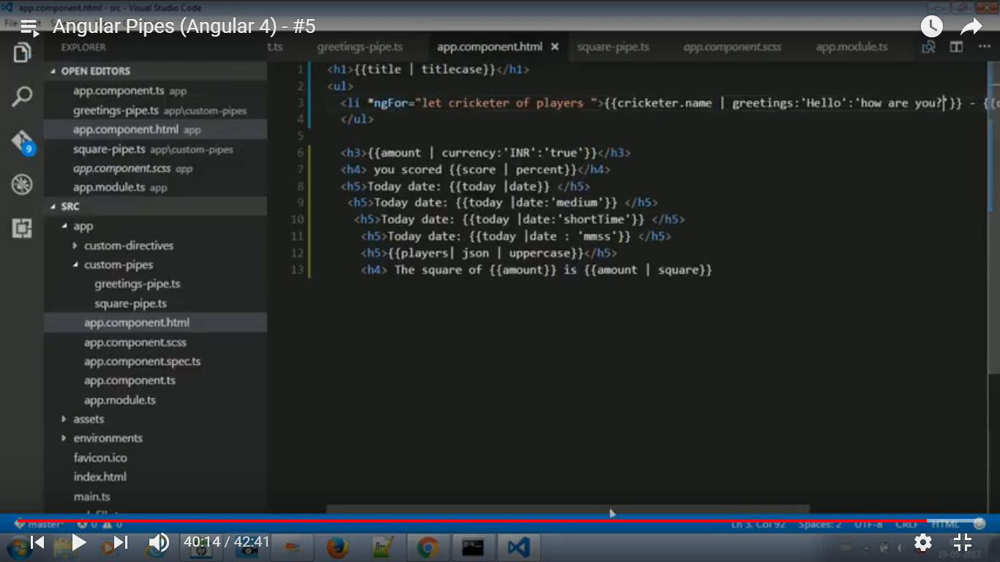 app.component.html - src - Visual Studio Code
File
Angular Pipes (Angular 4) - #5
EXPLORER
OPEN EDITORS
app.component.ts app
greetings-pipe.ts app\custom-pipes
app.component.html app
square-pipe.ts app\custom-pipes
app.component.scss app
app.module.ts app
9
SRC
app
custom-directives
custom-pipes
greetings-pipe.ts
square-pipe.ts
app.component.html
app.component.scss
app.component.spec.ts
app.component.ts
app.module.ts
assets
environments
favicon.ico
index.html
main.ts
t.ts greetings-pipe.ts app.component.html × square-pipe.ts app.component.scss app.module.ts ...
1 <h1>{{title | titlecase}}</h1>
2 <ul>
3 <li *ngFor="let cricketer of players ">{{cricketer.name | greetings:'Hello':'how are you?'}} - {{
4 </ul>
5
6 <h3>{{amount | currency:'INR':'true'}}</h3>
7 <h4> you scored {{score | percent}}</h4>
8 <h5>Today date: {{today |date}} </h5>
9 <h5>Today date: {{today |date:'medium'}} </h5>
10 <h5>Today date: {{today |date:'shortTime'}} </h5>
11 <h5>Today date: {{today |date : 'mmss'}} </h5>
12 <h5>{{players| json | uppercase}}</h5>
13 <h4> The square of {{amount}} is {{amount | square}}
master* 0 0 Ln 3, Col 92 Spaces: 2 UTF-8 CRLF HTML
40:14 / 42:41
19-05-2017